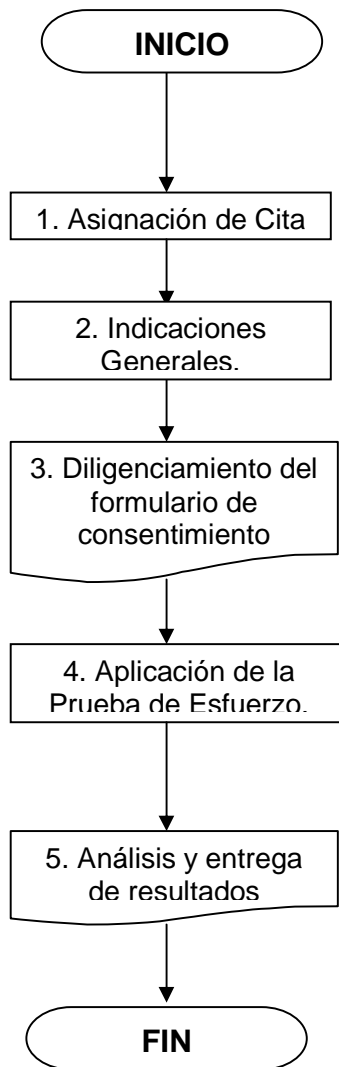 INICIO
1. Asignación de Cita
2. Indicaciones
Generales.
3. Diligenciamiento del
formulario de
consentimiento
4. Aplicación de la
Prueba de Esfuerzo.
5. Análisis y entrega
de resultados
FIN